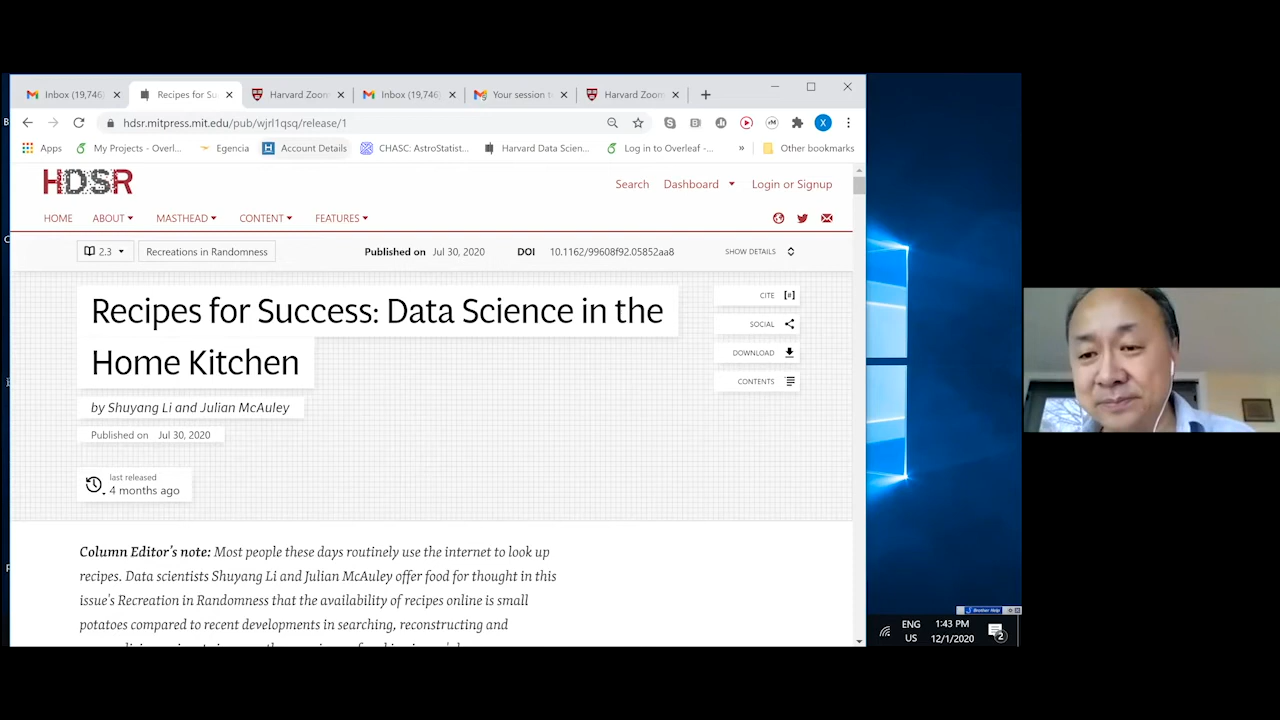 Inbox (19,746
Recipes for Su
Harvard Zoom
Inbox (19,746
Your session t
Harvard Zoom
hdsr.mitpress.mit.edu/pub/wjrl1qsq/release/1
X
Apps
My Projects - Overl...
Egencia
Account Details
CHASC: AstroStatist...
Harvard Data Scien...
Log in to Overleaf -...
»
Other bookmarks
HDSR
Search
Dashboard
Login or Signup
HOME
ABOUT
MASTHEAD
CONTENT
FEATURES
2.3
Recreations in Randomness
Published on Jul 30, 2020
DOI 10.1162/99608f92.05852aa8
SHOW DETAILS
Recipes for Success: Data Science in the
Home Kitchen
CITE
SOCIAL
DOWNLOAD
CONTENTS
by Shuyang Li and Julian McAuley
Published on Jul 30, 2020
last released
4 months ago
Column Editor's note: Most people these days routinely use the internet to look up
recipes. Data scientists Shuyang Li and Julian McAuley offer food for thought in this
issue's Recreation in Randomness that the availability of recipes online is small
potatoes compared to recent developments in searching, reconstructing and
Brother Help
ENG
US
1:43 PM
12/1/2020
2